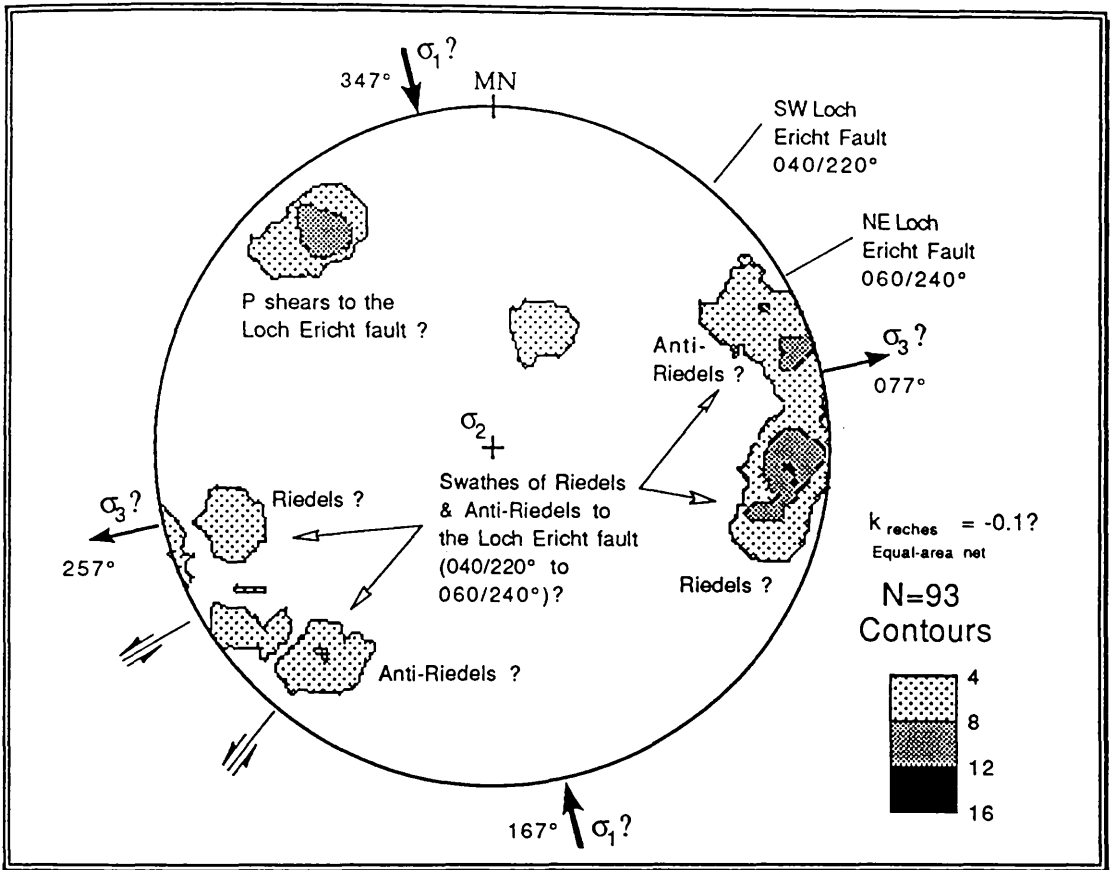 σ1?
347°
MN
SW Loch
Ericht Fault
040/220°
NE Loch
Ericht Fault
060/240°
P shears to the
Loch Ericht fault ?
Anti-
Riedels ?
σ3?
077°
σ2
Swathes of Riedels
& Anti-Riedels to
the Loch Ericht fault
(040/220° to
060/240°)?
Riedels ?
σ3?
257°
Riedels ?
Anti-Riedels ?
k reches = -0.1?
Equal-area net
N=93
Contours
4
8
12
16
167°
σ1?